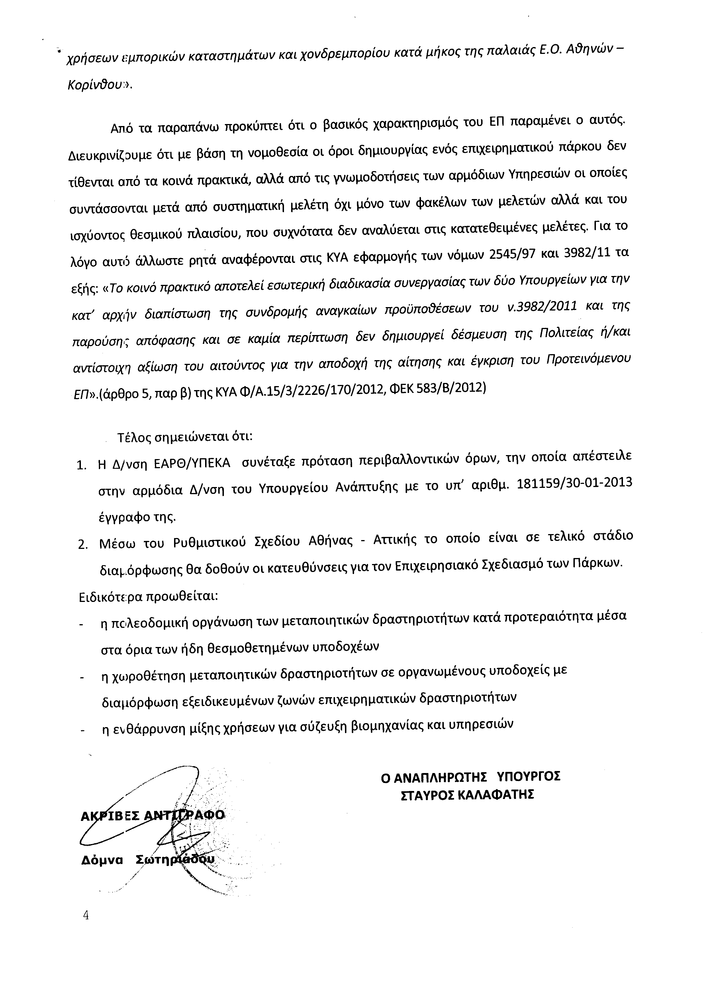 χρήσεων εμπορικών καταστημάτων και χονδρεμπορίου κατά μήκος της παλαιάς Ε.Ο. Αθηνών –
Κορίνθου».
Από τα παραπάνω προκύπτει ότι ο βασικός χαρακτηρισμός του ΕΠ παραμένει ο αυτός.
Διευκρινίζουμε ότι με βάση τη νομοθεσία οι όροι δημιουργίας ενός επιχειρηματικού πάρκου δεν
τίθενται από τα κοινά πρακτικά, αλλά από τις γνωμοδοτήσεις των αρμόδιων Υπηρεσιών οι οποίες
συντάσσονται μετά από συστηματική μελέτη όχι μόνο των φακέλων των μελετών αλλά και του
ισχύοντος θεσμικού πλαισίου, που συχνότατα δεν αναλύεται στις κατατεθειμένες μελέτες. Για το
λόγο αυτό άλλωστε ρητά αναφέρονται στις ΚΥΑ εφαρμογής των νόμων 2545/97 και 3982/11 τα
εξής: «Το κοινό πρακτικό αποτελεί εσωτερική διαδικασία συνεργασίας των δύο Υπουργείων για την
κατ’ αρχήν διαπίστωση της συνδρομής αναγκαίων προϋποθέσεων του ν.3982/2011 και της
παρούσης απόφασης και σε καμία περίπτωση δεν δημιουργεί δέσμευση της Πολιτείας ή/και
αντίστοιχη αξίωση του αιτούντος για την αποδοχή της αίτησης και έγκριση του Προτεινόμενου
ΕΠ».(άρθρο 5, παρ β) της ΚΥΑ Φ/Α.15/3/2226/170/2012, ΦΕΚ 583/Β/2012)
Τέλος σημειώνεται ότι:
1. Η Δ/νση ΕΑΡΘ/ΥΠΕΚΑ συνέταξε πρόταση περιβαλλοντικών όρων, την οποία απέστειλε
στην αρμόδια Δ/νση του Υπουργείου Ανάπτυξης με το υπ’ αριθμ. 181159/30-01-2013
έγγραφο της.
2. Μέσω του Ρυθμιστικού Σχεδίου Αθήνας - Αττικής το οποίο είναι σε τελικό στάδιο
διαμόρφωσης θα δοθούν οι κατευθύνσεις για τον Επιχειρησιακό Σχεδιασμό των Πάρκων.
Ειδικότερα προωθείται:
- η πολεοδομική οργάνωση των μεταποιητικών δραστηριοτήτων κατά προτεραιότητα μέσα
στα όρια των ήδη θεσμοθετημένων υποδοχέων
- η χωροθέτηση μεταποιητικών δραστηριοτήτων σε οργανωμένους υποδοχείς με
διαμόρφωση εξειδικευμένων ζωνών επιχειρηματικών δραστηριοτήτων
- η ενθάρρυνση μίξης χρήσεων για σύζευξη βιομηχανίας και υπηρεσιών
Ο ΑΝΑΠΛΗΡΩΤΗΣ ΥΠΟΥΡΓΟΣ
ΣΤΑΥΡΟΣ ΚΑΛΑΦΑΤΗΣ
ΑΚΡΙΒΕΣ ΑΝΤΙΓΡΑΦΟ
Δόμνα Σωτηριάδου
4